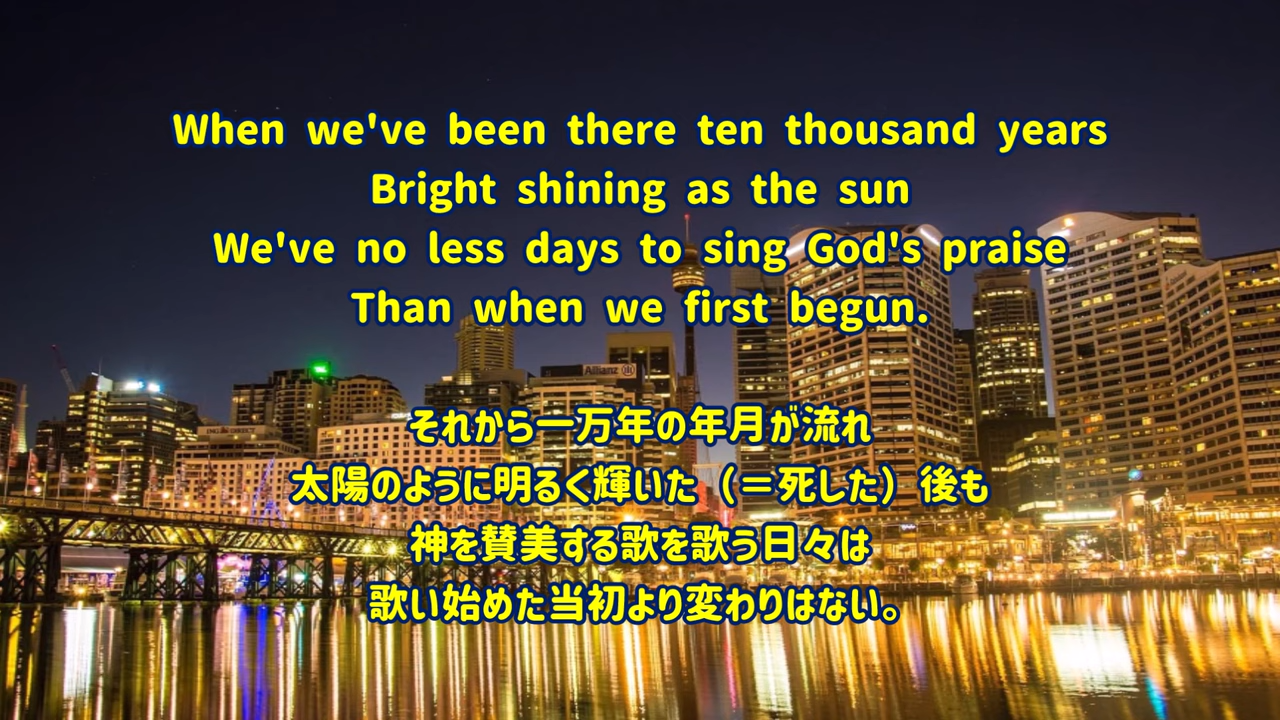 When we've been there ten thousand years
Bright shining as the sun
We've no less days to sing God's praise
Than when we first begun.
Allianz
それから一万年の年月が流れ
太陽のように明るく輝いた（＝死した）後も
神を賛美する歌を歌う日々は
歌い始めた当初より変わりはない。